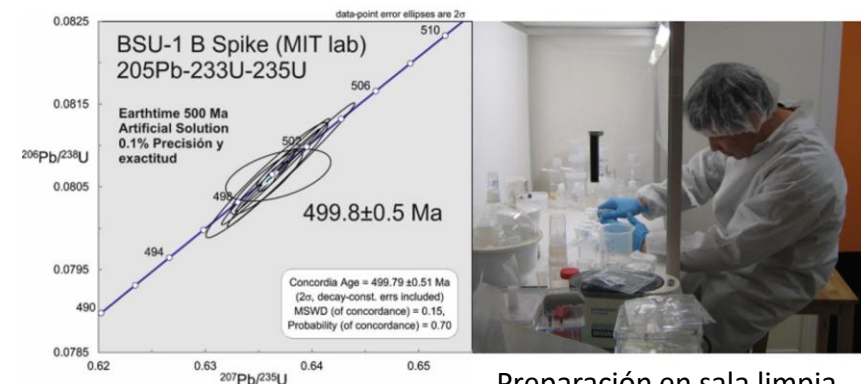 data-point error ellipses are 2σ
0.0825
BSU-1 B Spike (MIT lab)
205Pb-233U-235U
510
506
0.0815
Earthtime 500 Ma
Artificial Solution
0.1% Precisión y
exactitud
502
206Pb/238U
0.0805
498
499.8±0.5 Ma
494
0.0795
490
Concordia Age = 499.79 ±0.51 Ma
(2σ, decay-const. errs included)
MSWD (of concordance) = 0.15,
Probability (of concordance) = 0.70
0.0785
0.62
0.63
0.64
0.65
207Pb/235U
Preparación en sala limpia